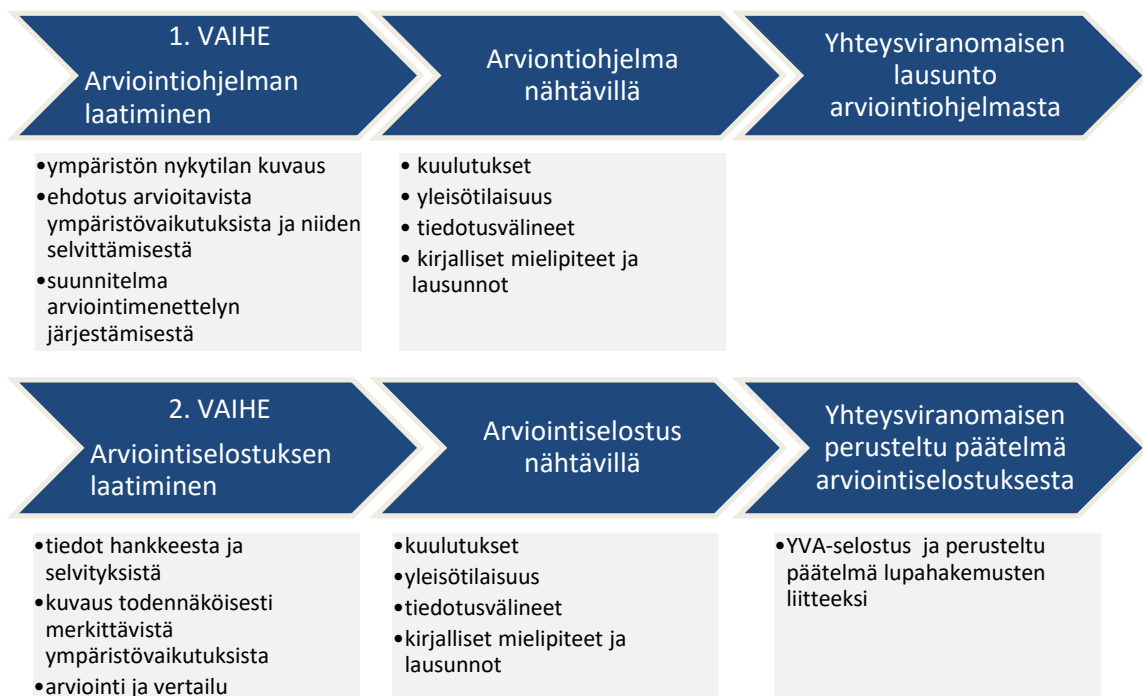 1. VAIHE
Arviointiohjelman
laatiminen
Arviontiohjelma
nähtävillä
Yhteysviranomaisen
lausunto
arviointiohjelmasta
•ympäristön nykytilan kuvaus
•ehdotus arvioitavista
ympäristövaikutuksista ja niiden
selvittämisestä
•suunnitelma
arviointimenettelyn
järjestämisestä
• kuulutukset
• yleisötilaisuus
• tiedotusvälineet
• kirjalliset mielipiteet ja
lausunnot
2. VAIHE
Arviointiselostuksen
laatiminen
Arviointiselostus
nähtävillä
Yhteysviranomaisen
perusteltu päätelmä
arviointiselostuksesta
•tiedot hankkeesta ja
selvityksistä
•kuvaus todennäköisesti
merkittävistä
ympäristövaikutuksista
•arviointi ja vertailu
•kuulutukset
•yleisötilaisuus
•tiedotusvälineet
•kirjalliset mielipiteet ja
lausunnot
•YVA-selostus ja perusteltu
päätelmä lupahakemusten
liitteeksi